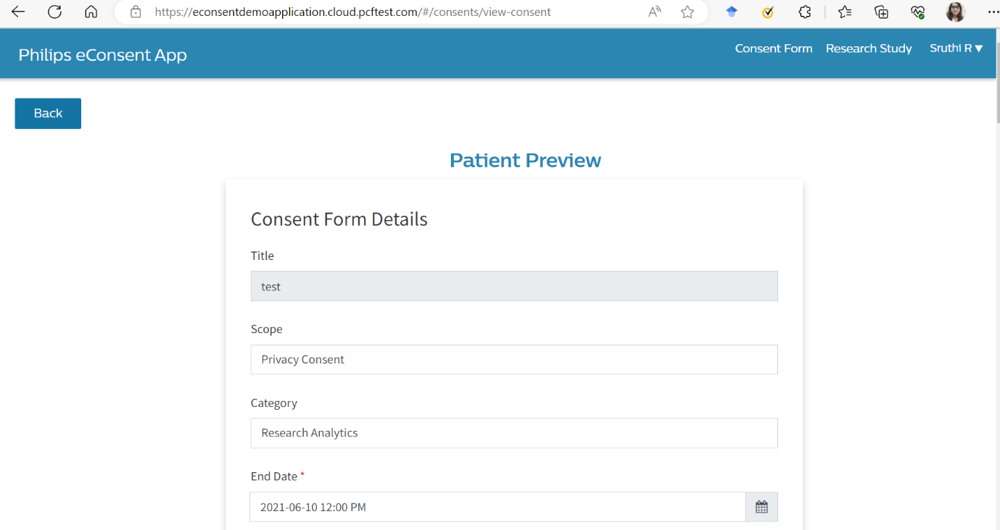 https://econsentdemoapplication.cloud.pcftest.com/#/consents/view-consent
Philips eConsent App
Consent Form
Research Study
Sruthi R
Back
Patient Preview
Consent Form Details
Title
test
Scope
Privacy Consent
Category
Research Analytics
End Date *
2021-06-10 12:00 PM